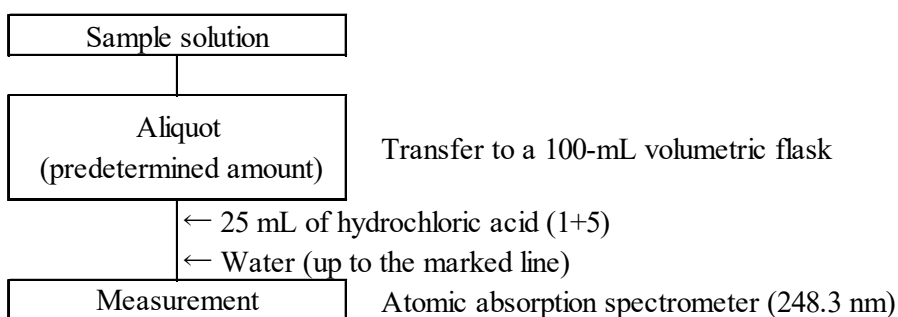 Sample solution
Aliquot
(predetermined amount)
Transfer to a 100-mL volumetric flask
← 25 mL of hydrochloric acid (1+5)
← Water (up to the marked line)
Measurement
Atomic absorption spectrometer (248.3 nm)